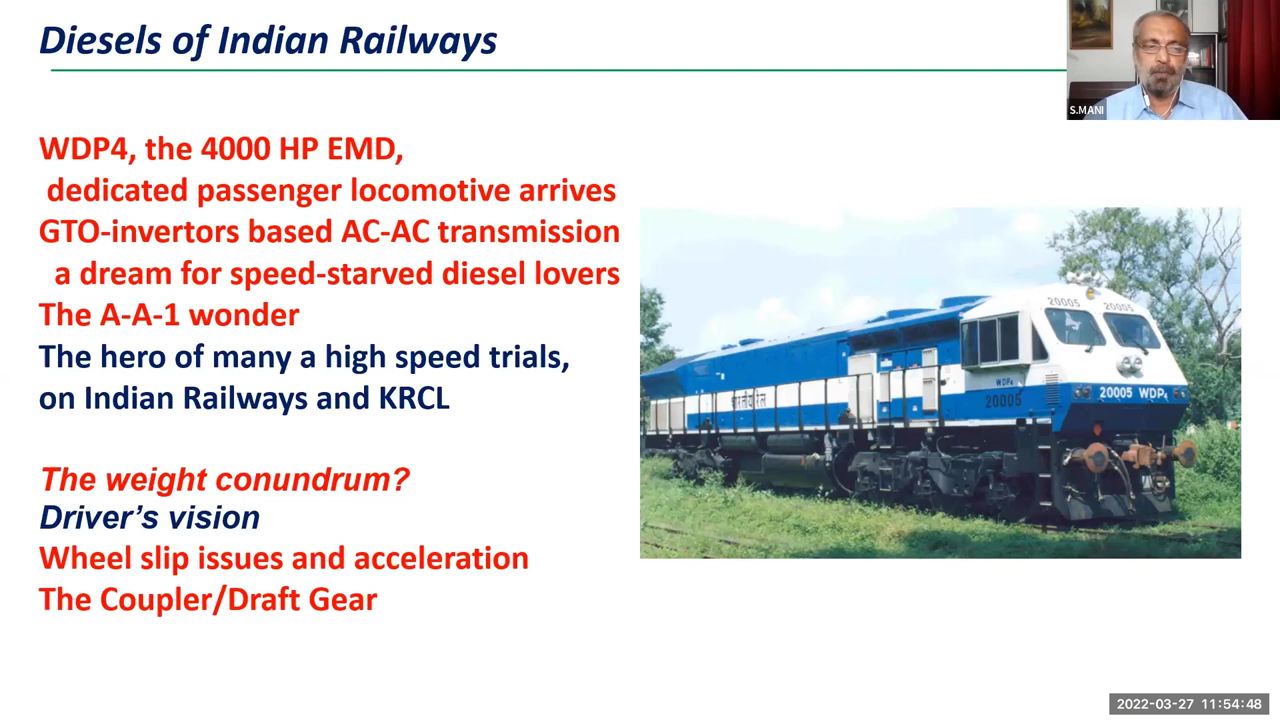 Diesels of Indian Railways
S.MANI
WDP4, the 4000 HP EMD,
dedicated passenger locomotive arrives
GTO-invertors based AC-AC transmission
a dream for speed-starved diesel lovers
The A-A-1 wonder
The hero of many a high speed trials,
on Indian Railways and KRCL
The weight conundrum?
Driver’s vision
Wheel slip issues and acceleration
The Coupler/Draft Gear
20005 20005
WDP4
20005
20005 WDP4
भारतीय रेल
2022-03-27 11:54:48